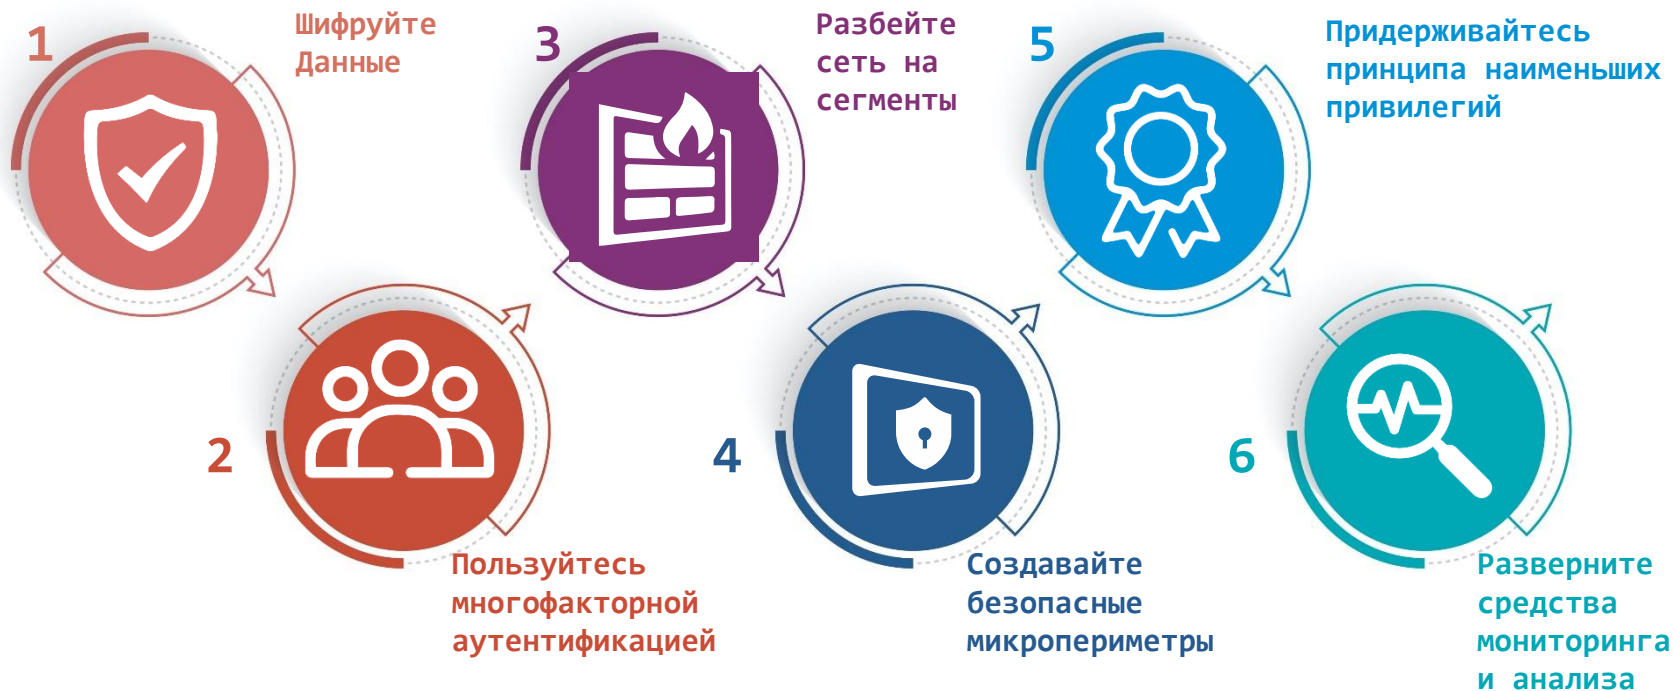 1
Шифруйте
Данные
2
Пользуйтесь
многофакторной
аутентификацией
3
Разбейте
сеть на
сегменты
4
Создавайте
безопасные
микропериметры
5
Придерживайтесь
принципа наименьших
привилегий
6
Разверните
средства
мониторинга
и анализа